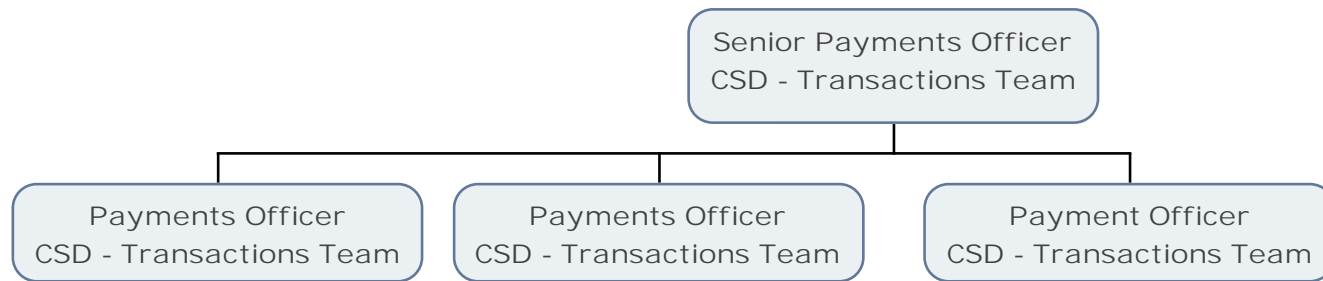 Senior Payments Officer
CSD - Transactions Team
Payments Officer
CSD - Transactions Team
Payments Officer
CSD - Transactions Team
Payment Officer
CSD - Transactions Team